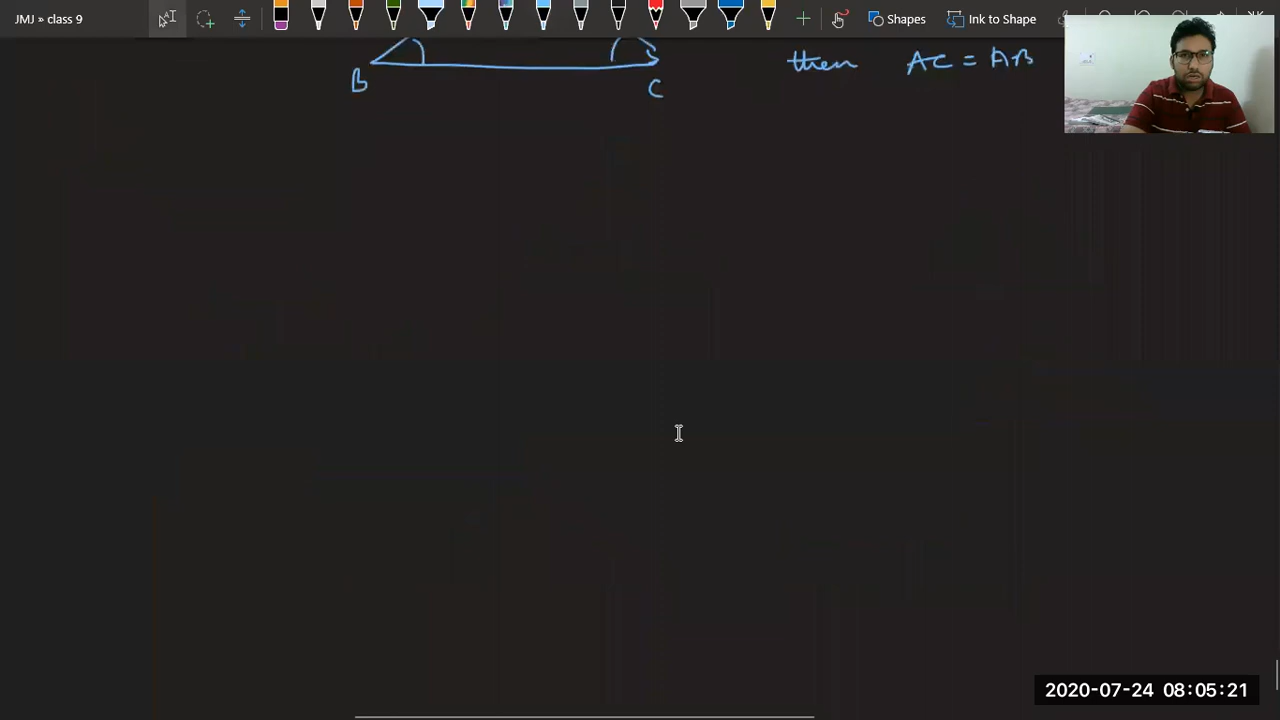 JMJ » class 9
Shapes
Ink to Shape
then AC = AB
B
C
2020-07-24 08:05:21